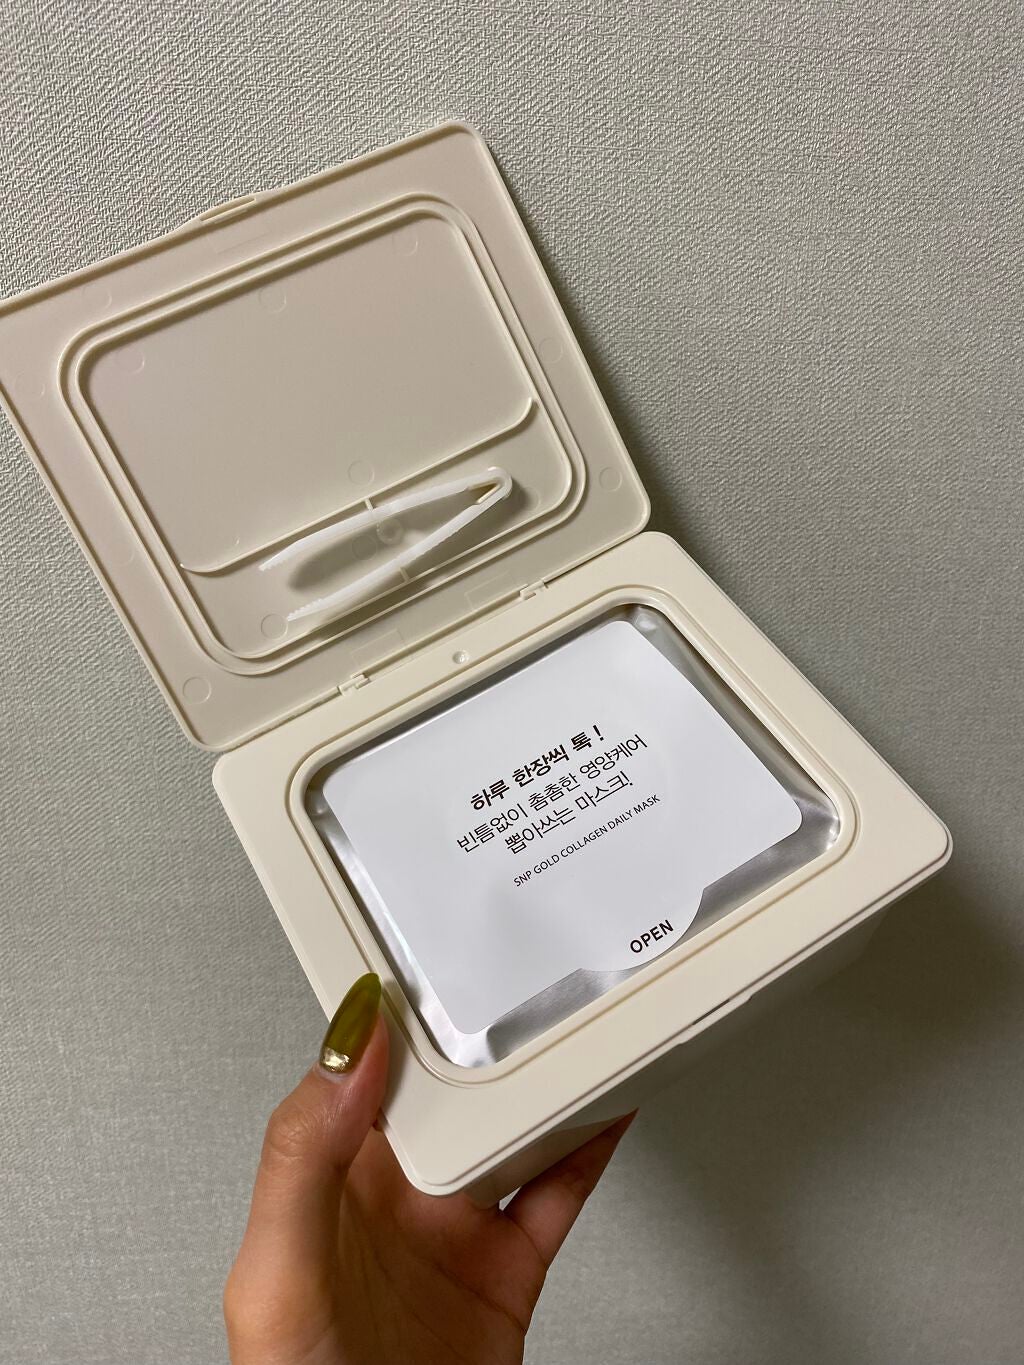 하루 한장씩 톡 !
빈틈없이 촘촘한 영양케어
뽑아쓰는 마스크!
SNP GOLD COLLAGEN DAILY MASK
OPEN